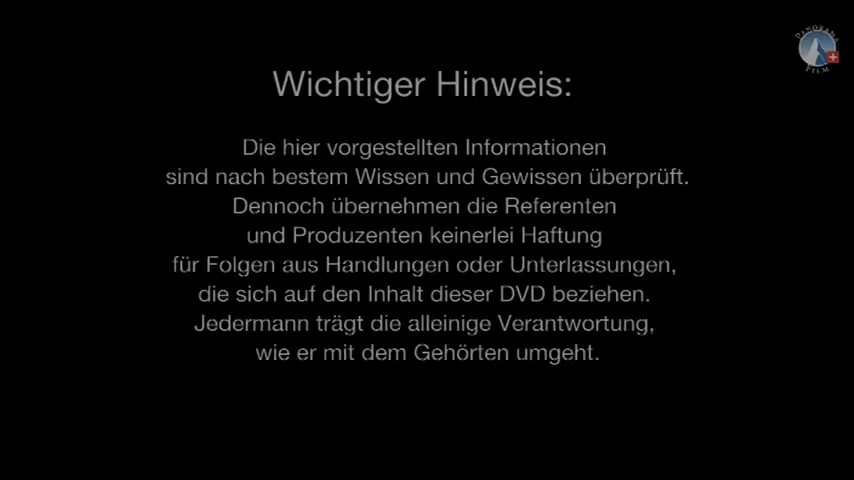 PANORAMA
FILM
Wichtiger Hinweis:
Die hier vorgestellten Informationen
sind nach bestem Wissen und Gewissen überprüft.
Dennoch übernehmen die Referenten
und Produzenten keinerlei Haftung
für Folgen aus Handlungen oder Unterlassungen,
die sich auf den Inhalt dieser DVD beziehen.
Jedermann trägt die alleinige Verantwortung,
wie er mit dem Gehörten umgeht.